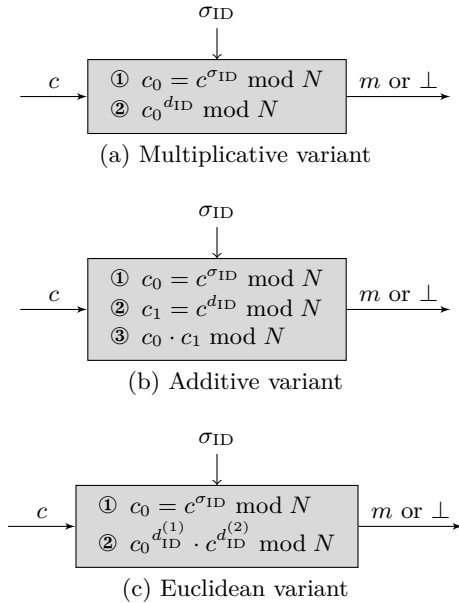 σ_ID
c
① c_0 = c^{σ_ID} mod N
② c_0^{d_ID} mod N
m or ⊥
(a) Multiplicative variant
σ_ID
c
① c_0 = c^{σ_ID} mod N
② c_1 = c^{d_ID} mod N
③ c_0 · c_1 mod N
m or ⊥
(b) Additive variant
σ_ID
c
① c_0 = c^{σ_ID} mod N
② c_0^{d_ID^{(1)}} · c^{d_ID^{(2)}} mod N
m or ⊥
(c) Euclidean variant